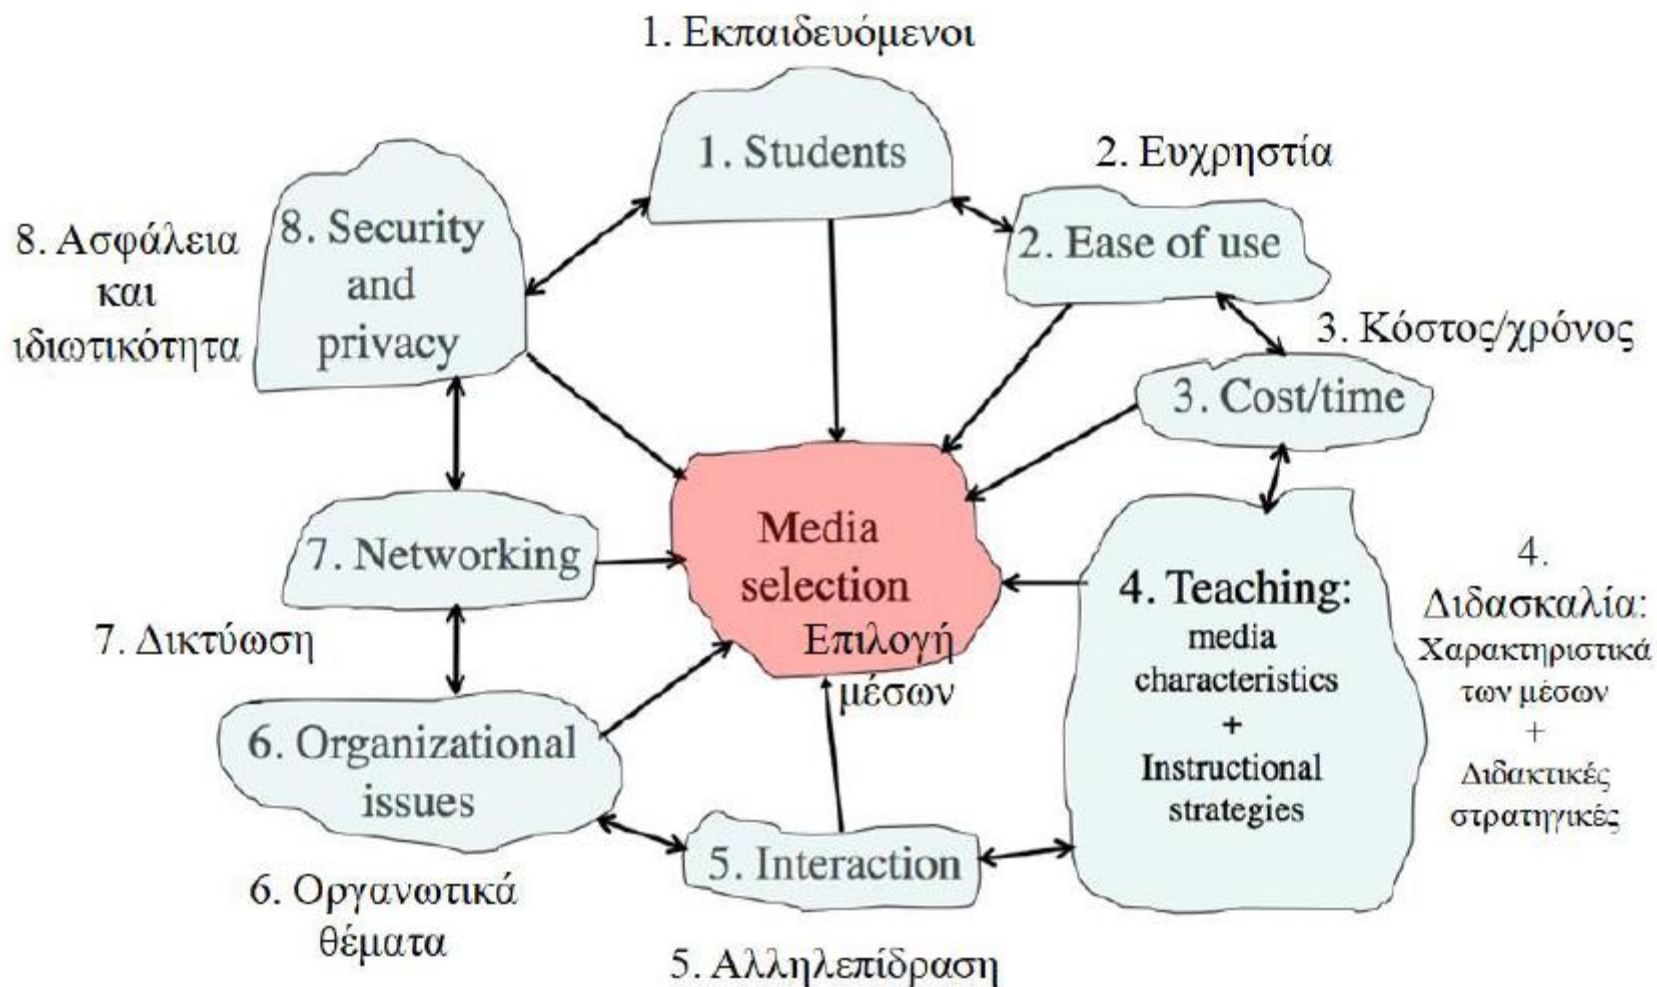 1. Εκπαιδευόμενοι
1. Students
2. Ευχρηστία
2. Ease of use
3. Κόστος/χρόνος
3. Cost/time
8. Ασφάλεια
και
ιδιωτικότητα
8. Security
and
privacy
Media
selection
Επιλογή
μέσων
7. Networking
7. Δικτύωση
4. Teaching:
media
characteristics
+
Instructional
strategies
4.
Διδασκαλία:
Χαρακτηριστικά
των μέσων
+
Διδακτικές
στρατηγικές
6. Organizational
issues
6. Οργανωτικά
θέματα
5. Interaction
5. Αλληλεπίδραση